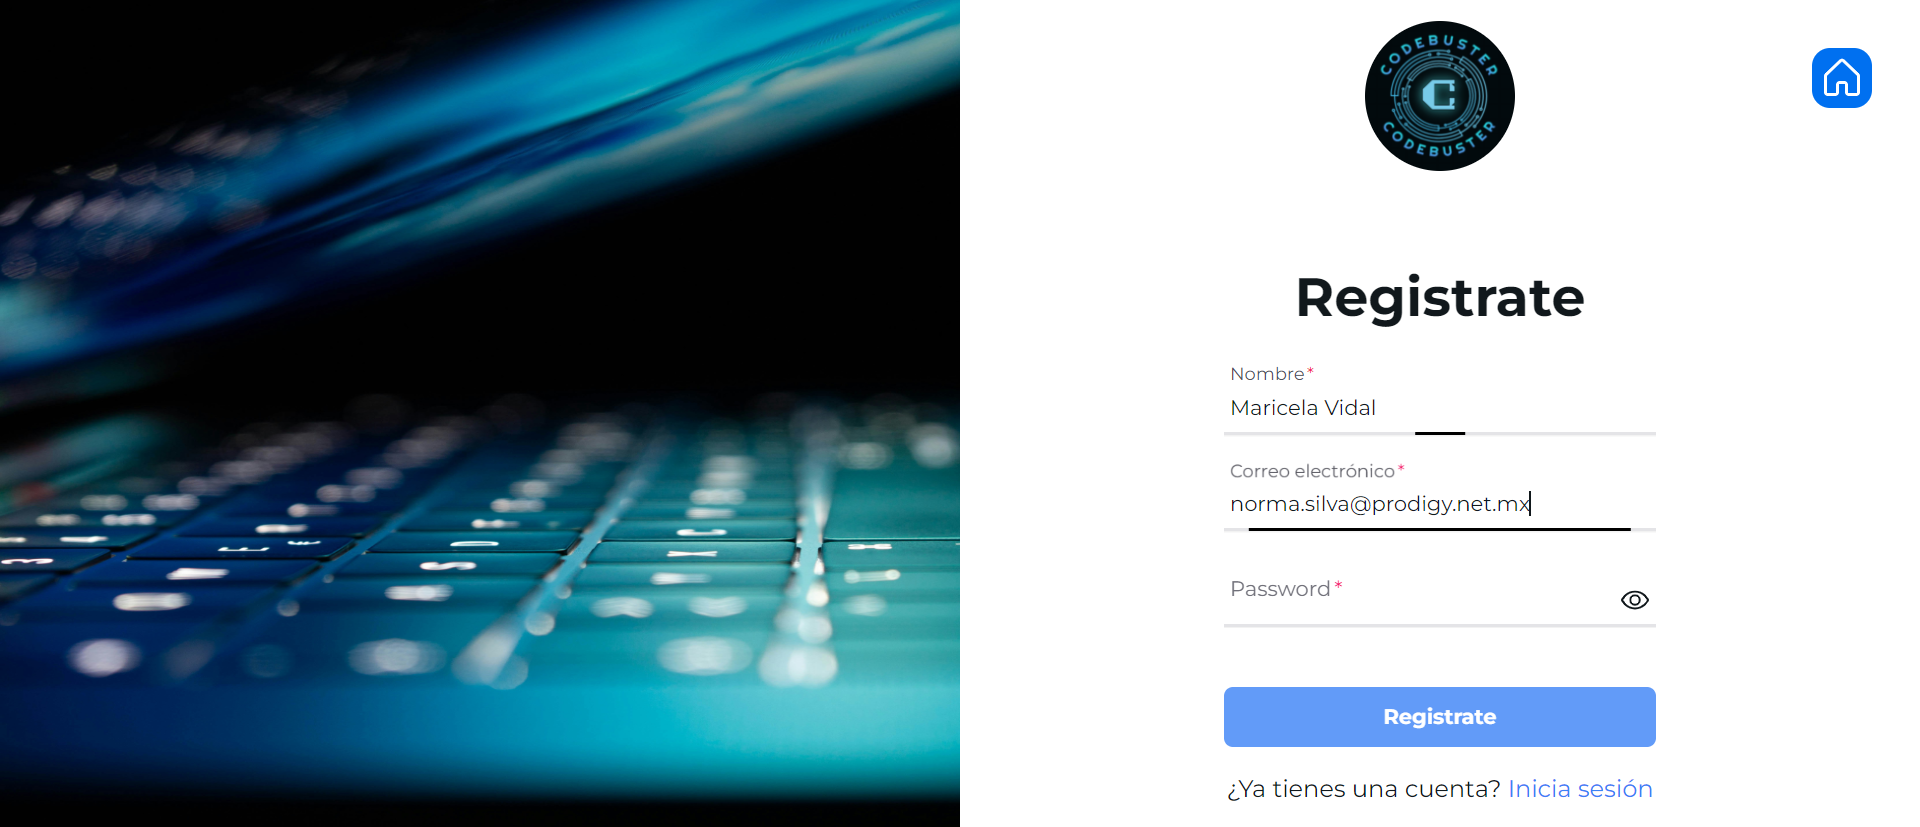 CODEBUSTER
C
CODEBUSTER
Registrate
Nombre*
Maricela Vidal
Correo electrónico*
norma.silva@prodigy.net.mx
Password*
Registrate
¿Ya tienes una cuenta? Inicia sesión